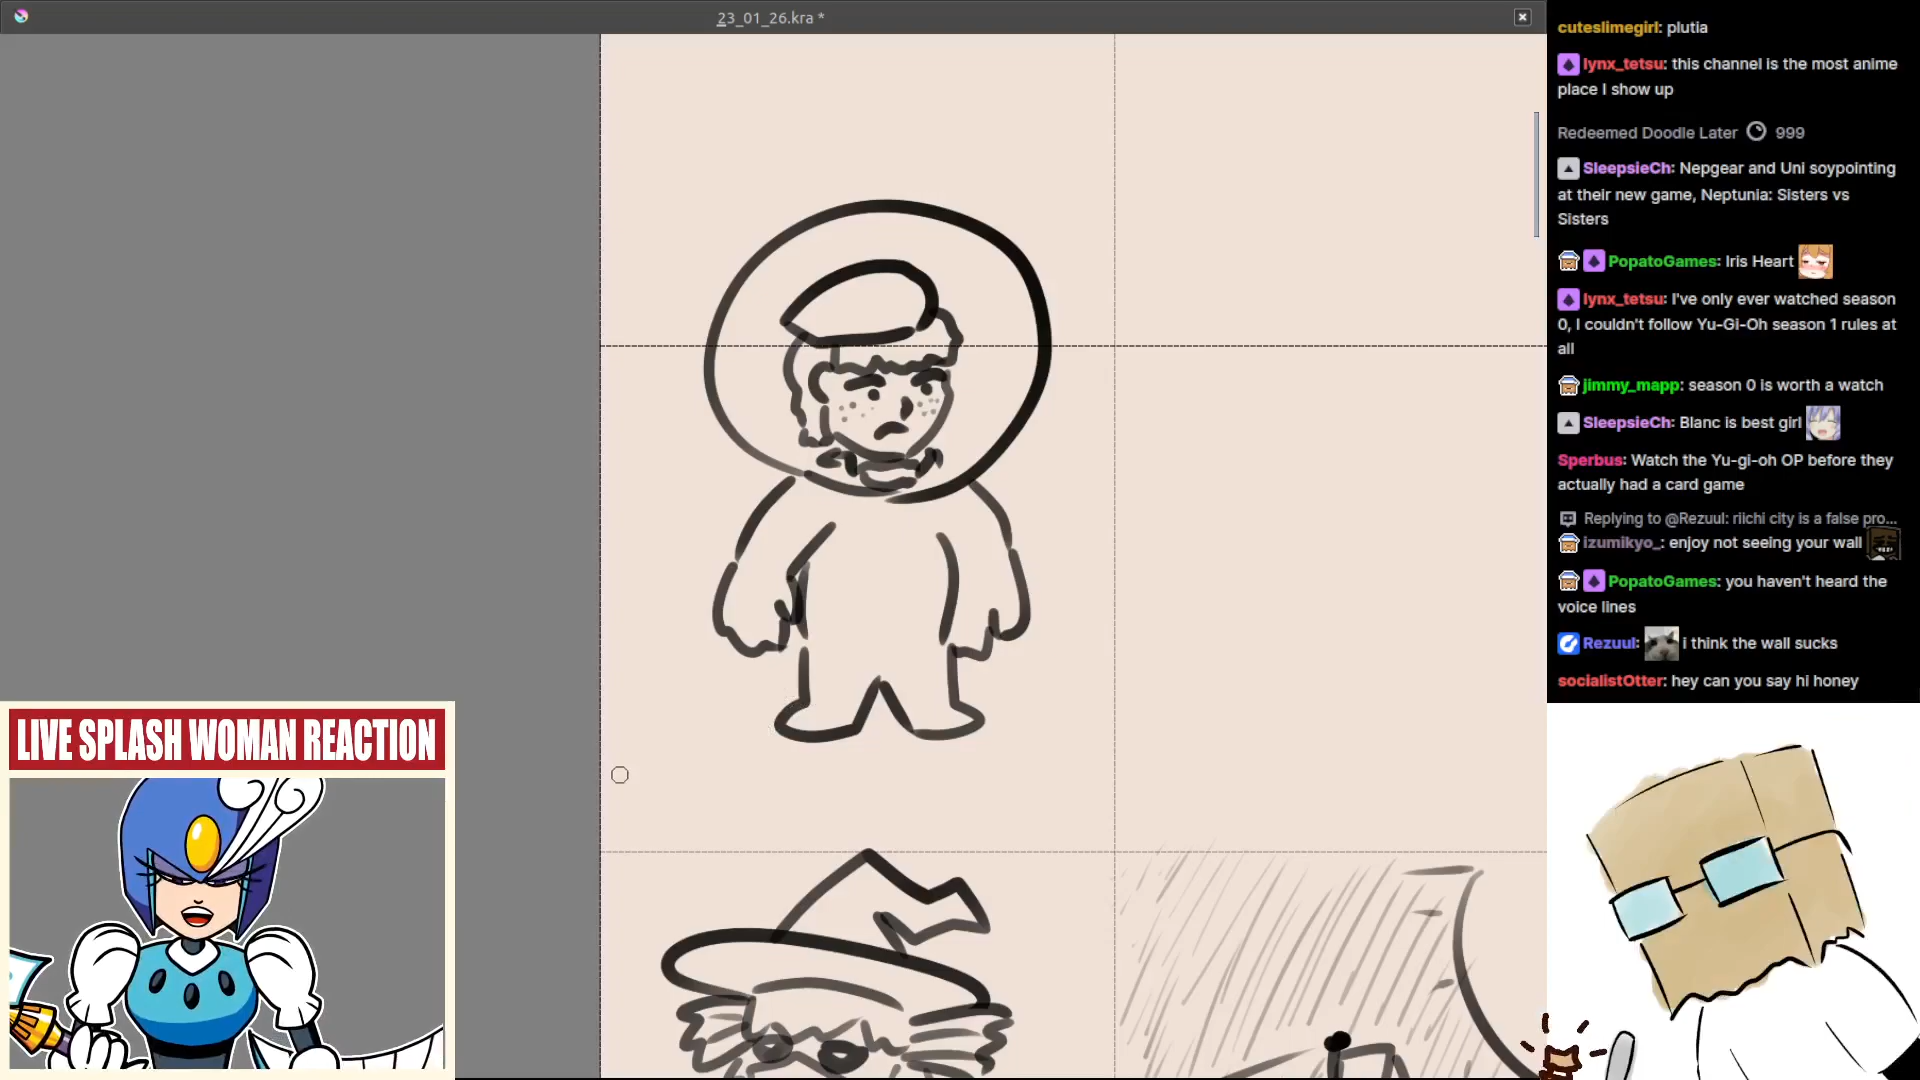 23_01_26.kra *
cuteslimegirl: plutia
lynx_tetsu: this channel is the most anime
place I show up
Redeemed Doodle Later 999
SleepsieCh: Nepgear and Uni soypointing
at their new game, Neptunia: Sisters vs
Sisters
PopatoGames: Iris Heart
lynx_tetsu: I've only ever watched season
0, I couldn't follow Yu-Gi-Oh season 1 rules at
all
jimmy_mapp: season 0 is worth a watch
SleepsieCh: Blanc is best girl
Sperbus: Watch the Yu-gi-oh OP before they
actually had a card game
Replying to @Rezuul: riichi city is a false pro...
izumikyo_: enjoy not seeing your wall
PopatoGames: you haven't heard the
voice lines
Rezuul: i think the wall sucks
socialistOtter: hey can you say hi honey
LIVE SPLASH WOMAN REACTION